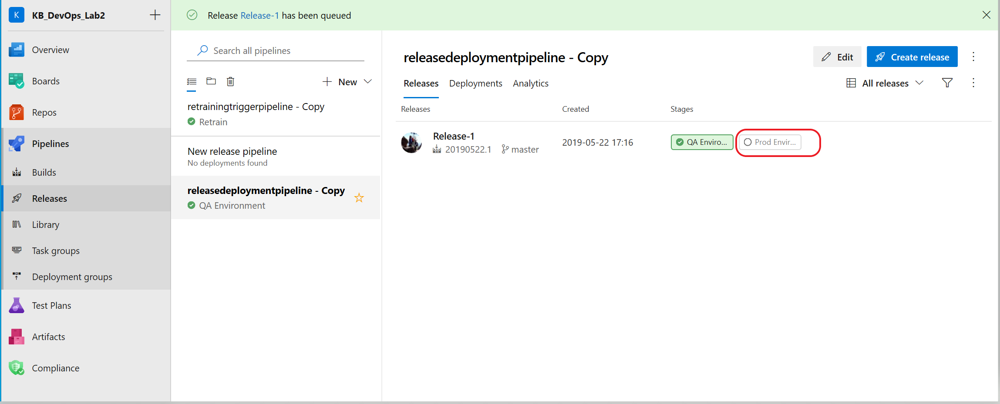 K KB_DevOps_Lab2
Overview
Boards
Repos
Pipelines
Builds
Releases
Library
Task groups
Deployment groups
Test Plans
Artifacts
Compliance
Release Release-1 has been queued
Search all pipelines
New
retrainingtriggerpipeline - Copy
Retrain
New release pipeline
No deployments found
releasedeploymentpipeline - Copy
QA Environment
releasedeploymentpipeline - Copy
Edit Create release
Releases Deployments Analytics All releases
Releases Created Stages
Release-1
20190522.1 master
2019-05-22 17:16
QA Enviro... Prod Envir...